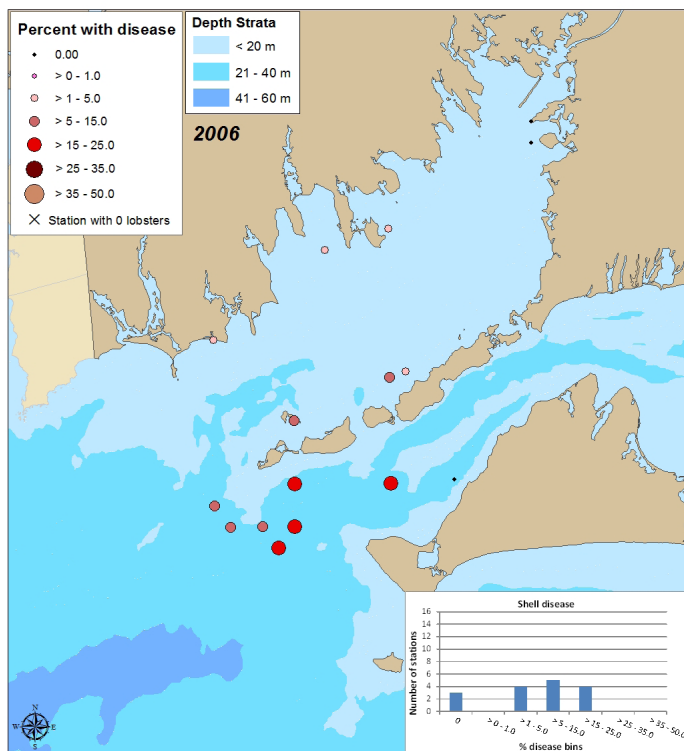 Percent with disease
0.00
> 0 - 1.0
> 1 - 5.0
> 5 - 15.0
> 15 - 25.0
> 25 - 35.0
> 35 - 50.0
Station with 0 lobsters
Depth Strata
< 20 m
21 - 40 m
41 - 60 m
2006
N
W
E
S
Shell disease
Number of stations
16
14
12
10
8
6
4
2
0
0
> 0 - 1.0
> 1 - 5.0
> 5 - 15.0
> 15 - 25.0
> 25 - 35.0
> 35 - 50.0
% disease bins